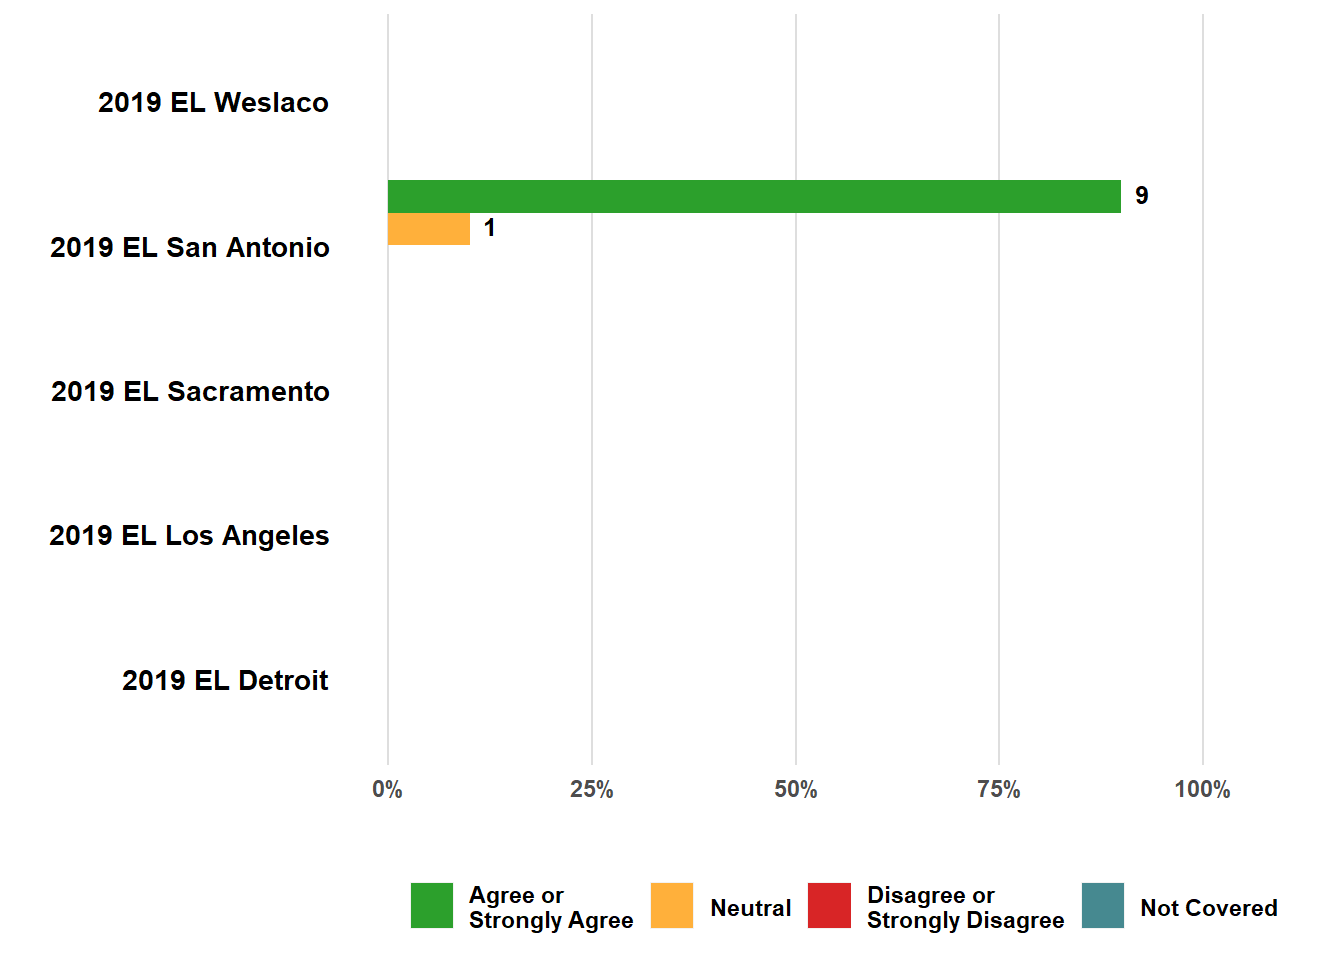 2019 EL Weslaco
9
1
2019 EL San Antonio
2019 EL Sacramento
2019 EL Los Angeles
2019 EL Detroit
0% 25% 50% 75% 100%
Agree or
Strongly Agree
Neutral
Disagree or
Strongly Disagree
Not Covered